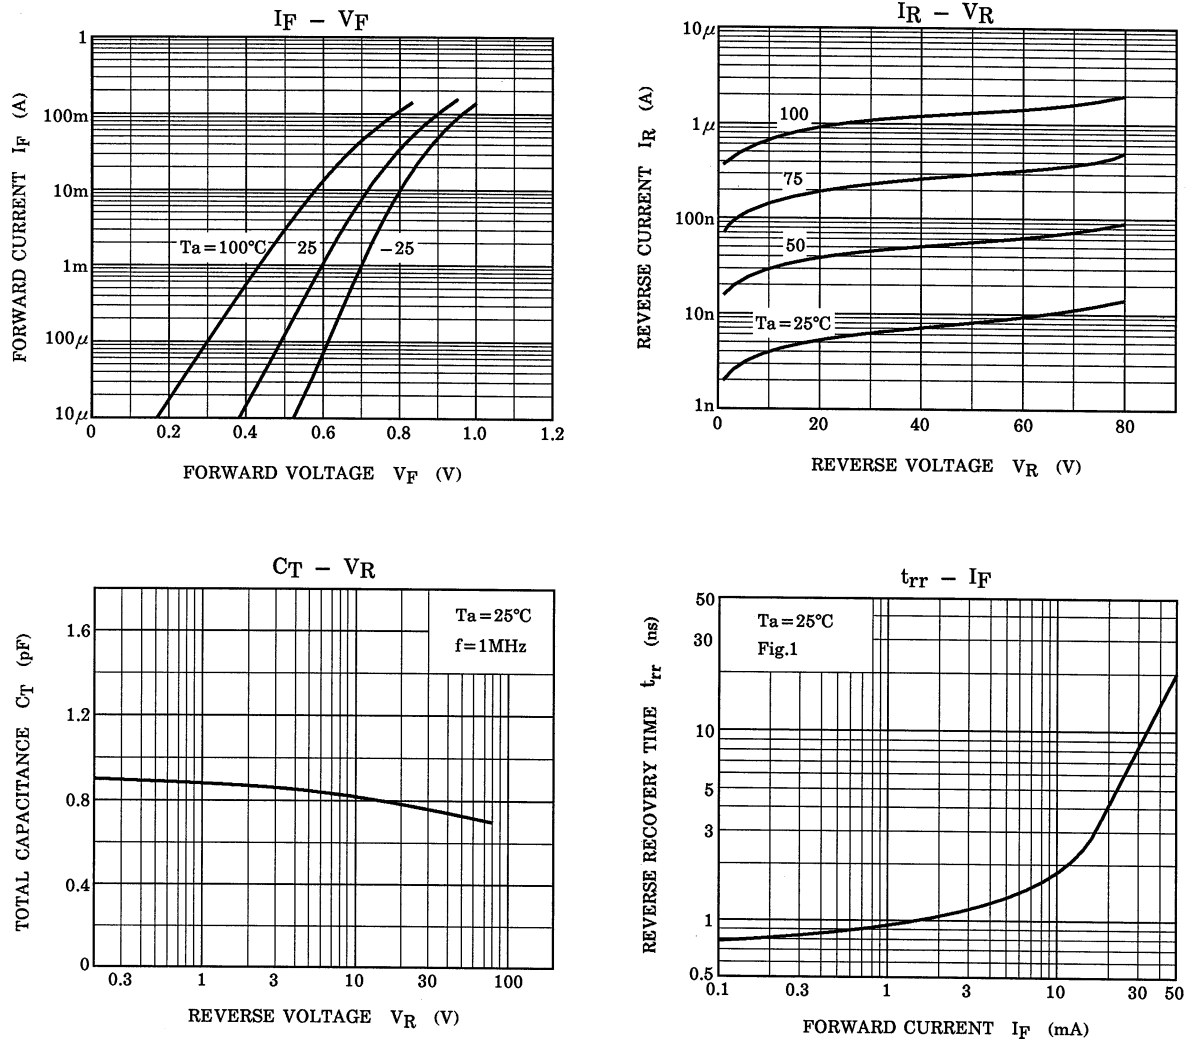 IF – VF
1
100m
10m
1m
100μ
10μ
FORWARD CURRENT IF (A)
Ta=100℃ 25 −25
0 0.2 0.4 0.6 0.8 1.0 1.2
FORWARD VOLTAGE VF (V)
IR – VR
10μ
1μ
100n
10n
1n
REVERSE CURRENT IR (A)
100
75
50
Ta=25℃
0 20 40 60 80
REVERSE VOLTAGE VR (V)
CT – VR
1.6
1.2
0.8
0.4
0
TOTAL CAPACITANCE CT (pF)
Ta=25℃
f=1MHz
0.3 1 3 10 30 100
REVERSE VOLTAGE VR (V)
trr – IF
50
30
10
5
3
1
0.5
REVERSE RECOVERY TIME trr (ns)
Ta=25℃
Fig.1
0.1 0.3 1 3 10 30 50
FORWARD CURRENT IF (mA)